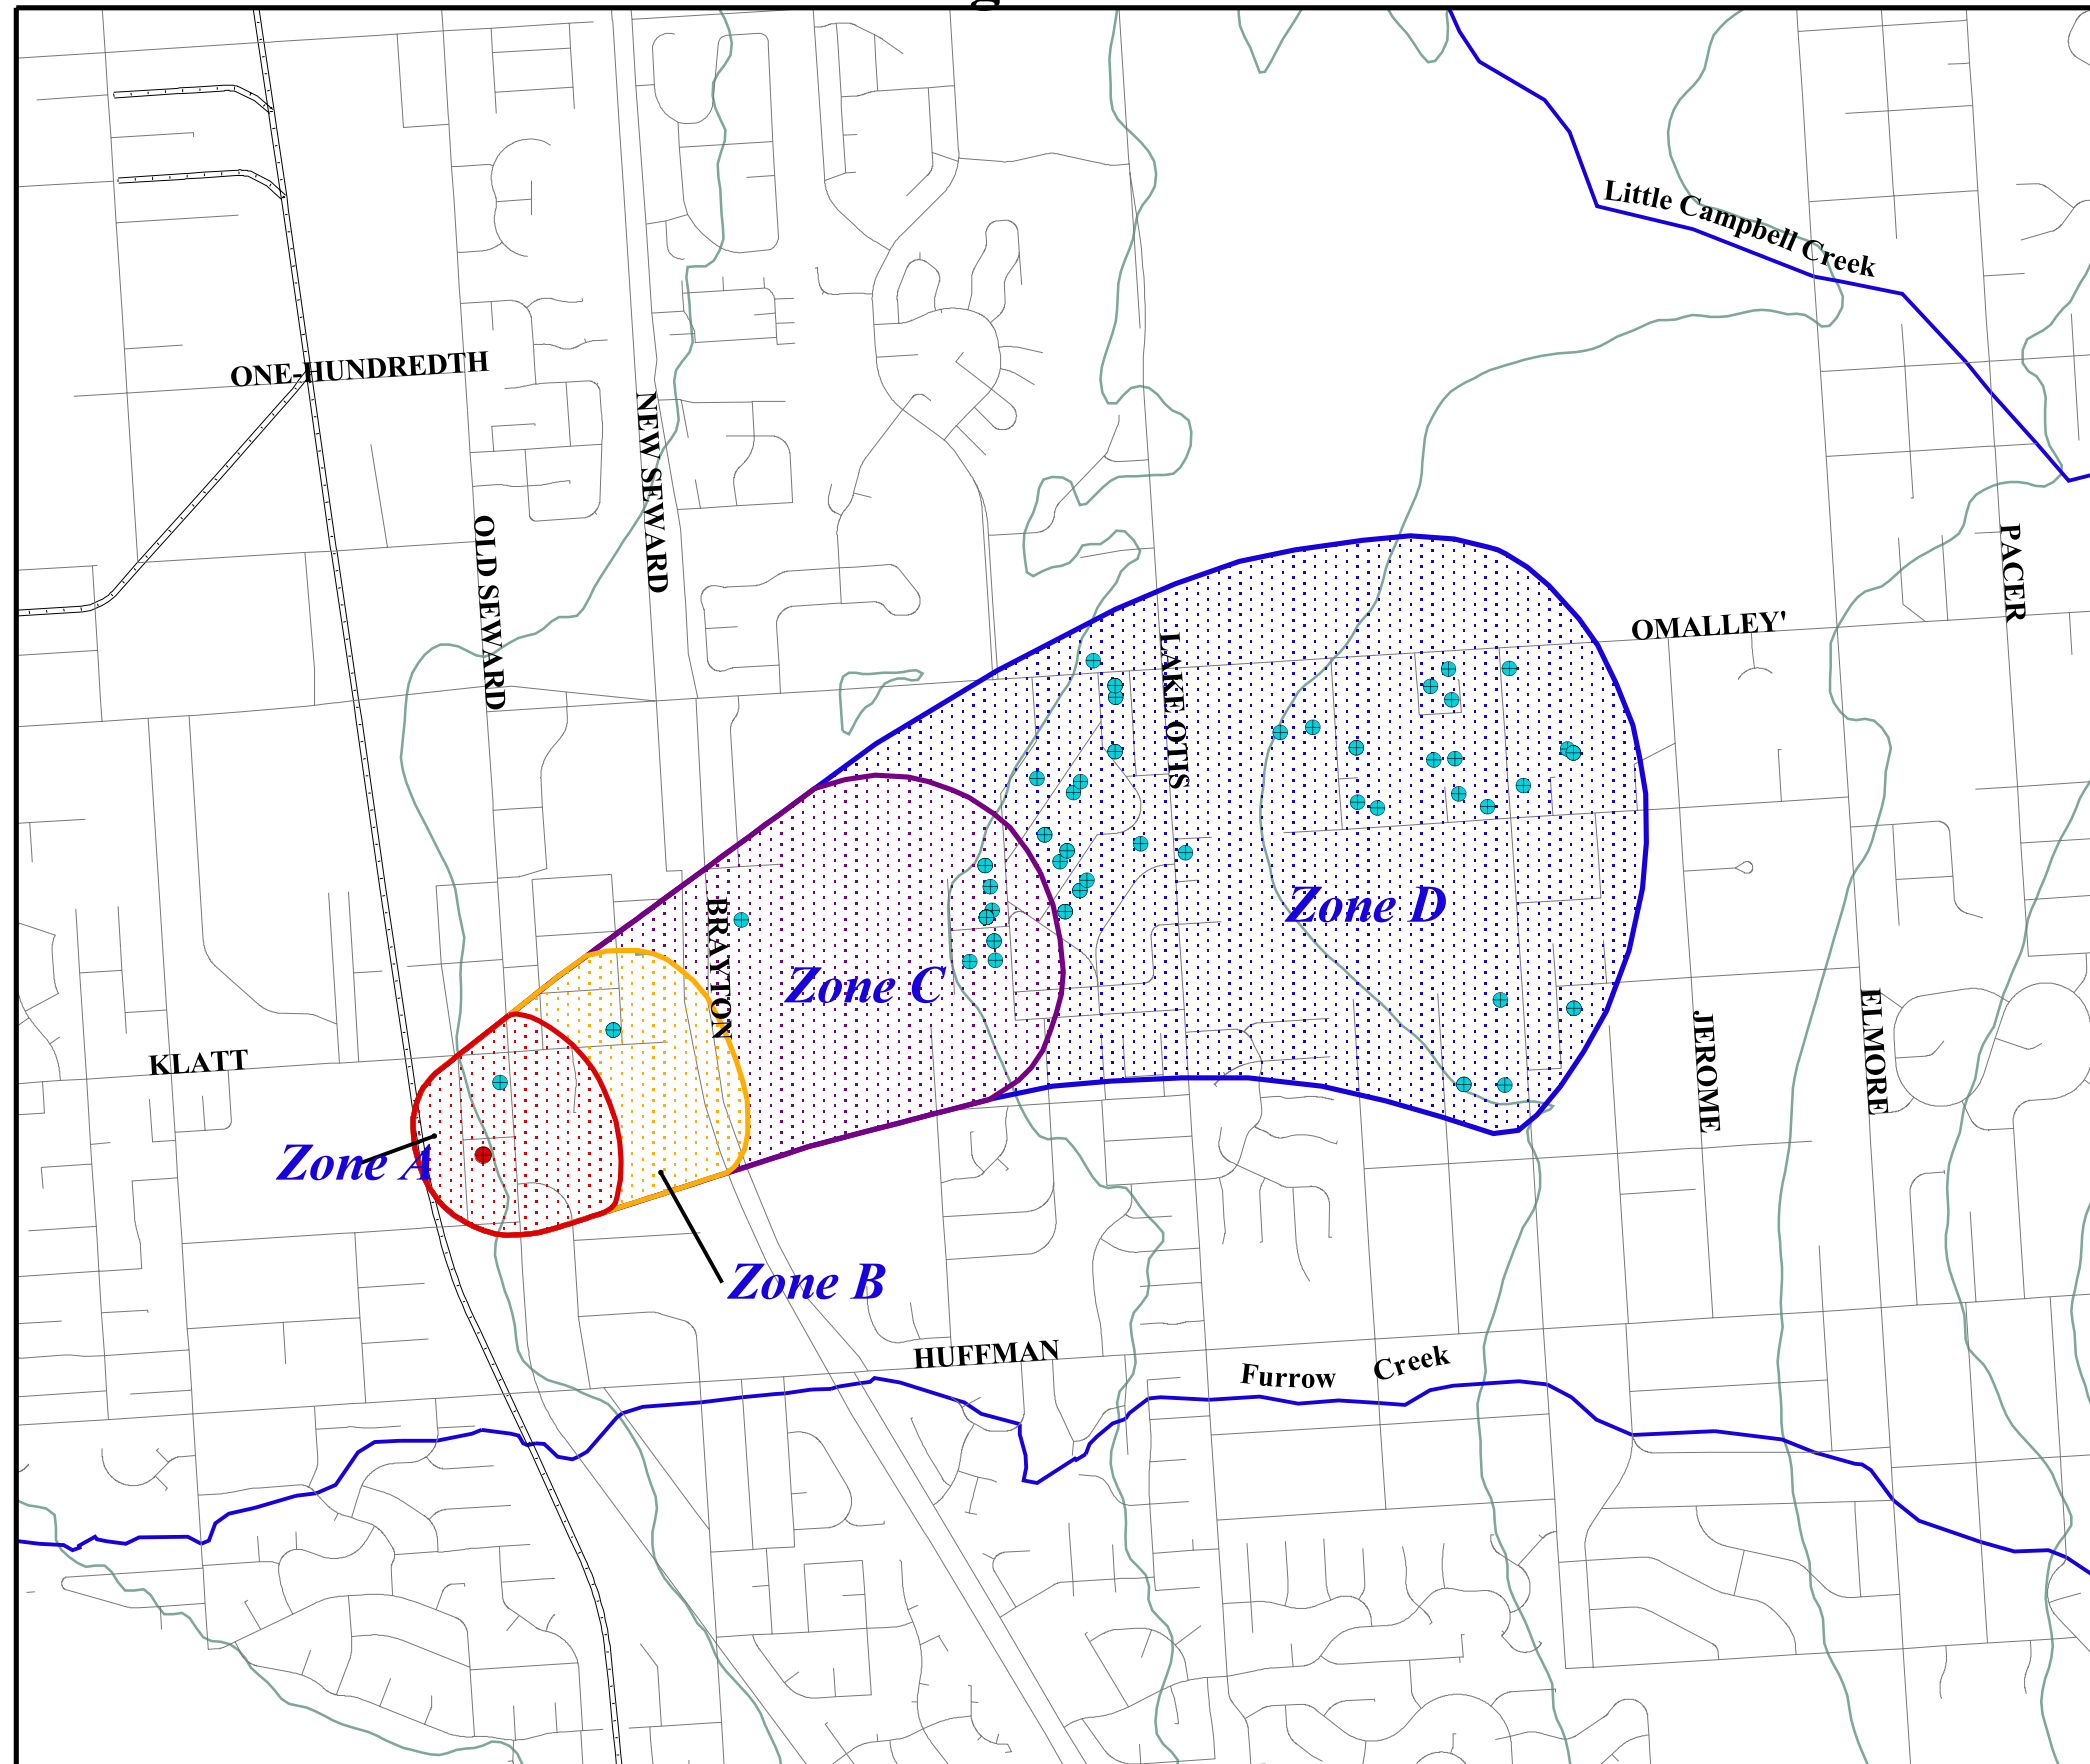 Little Campbell Creek
ONE-HUNDREDTH
NEW SEWARD
OLD SEWARD
PACER
OMALLEY'
LAKE OTIS
Zone D
BRAYTON
Zone C
KLATT
JEROME
ELMORE
Zone A
Zone B
HUFFMAN
Furrow Creek